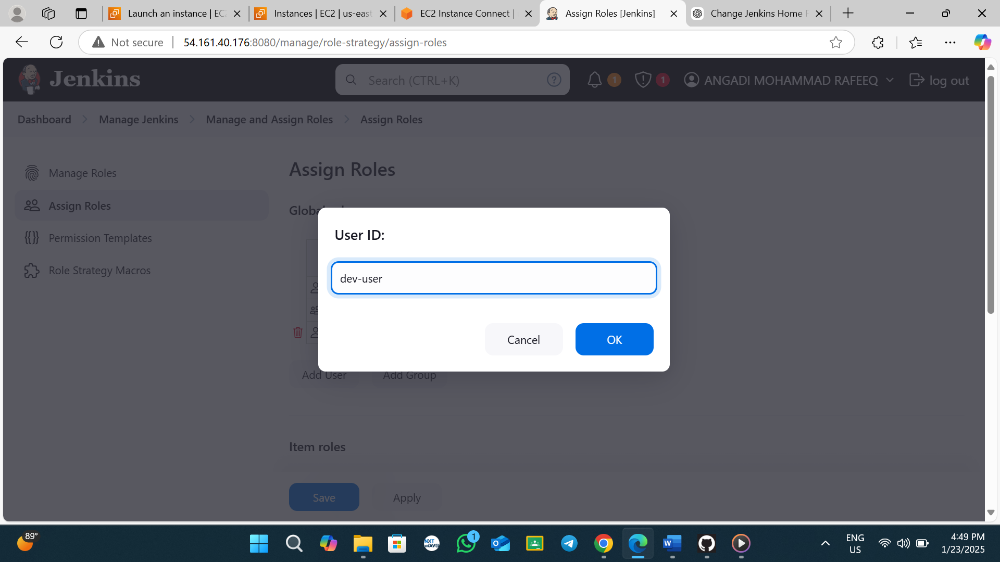 Launch an instance | EC
Instances | EC2 | us-east
EC2 Instance Connect |
Assign Roles [Jenkins]
Change Jenkins Home
Not secure
54.161.40.176:8080/manage/role-strategy/assign-roles
Jenkins
Search (CTRL+K)
?
1
1
ANGADI MOHAMMAD RAFEEQ
log out
Dashboard
Manage Jenkins
Manage and Assign Roles
Assign Roles
Manage Roles
Assign Roles
Permission Templates
Role Strategy Macros
Assign Roles
Global
User ID:
dev-user
Cancel
OK
Add User
Add Group
Item roles
Save
Apply
89°
NXT
WAVE
1
ENG
US
4:49 PM
1/23/2025